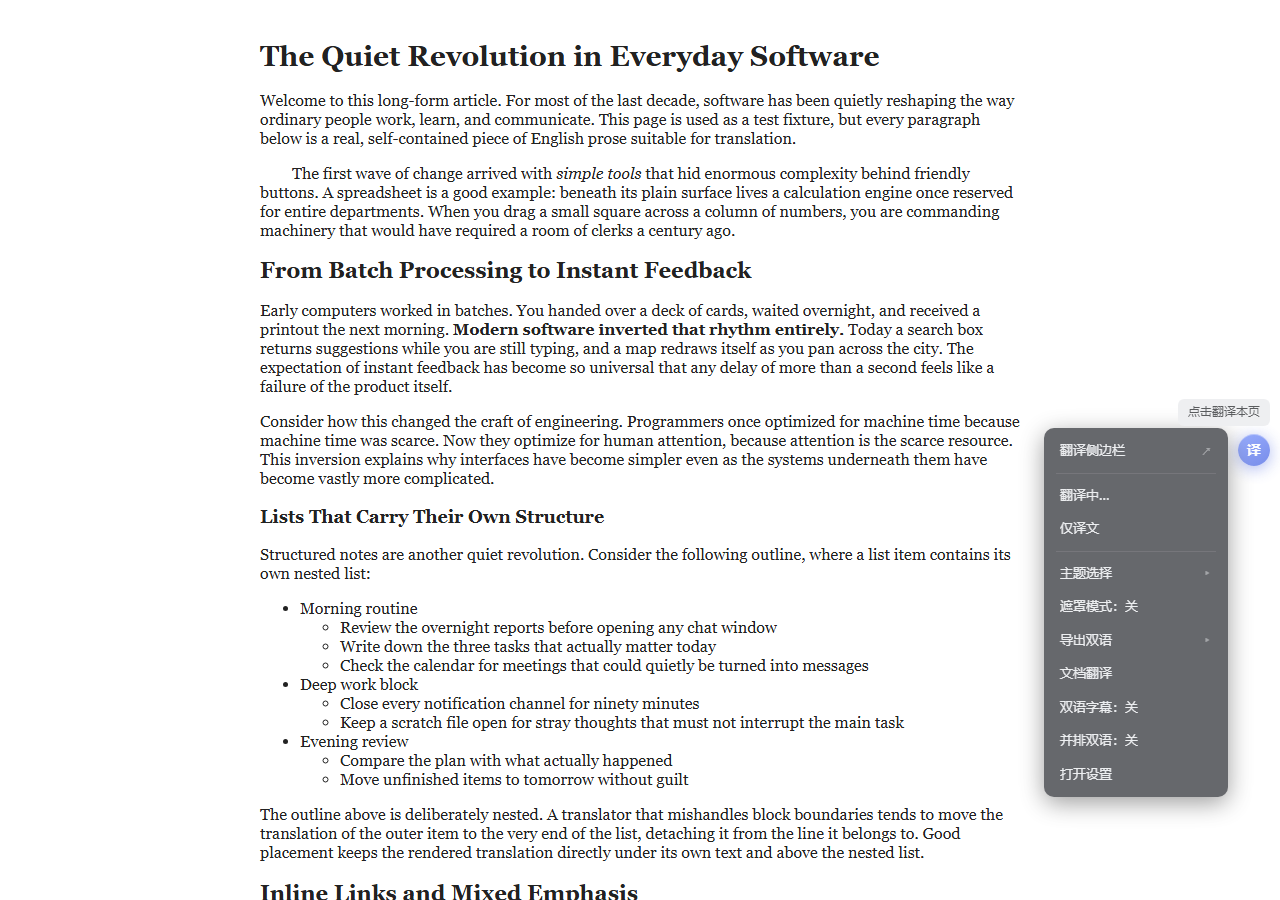 The Quiet Revolution in Everyday Software
Welcome to this long-form article. For most of the last decade, software has been quietly reshaping the way
ordinary people work, learn, and communicate. This page is used as a test fixture, but every paragraph
below is a real, self-contained piece of English prose suitable for translation.
The first wave of change arrived with simple tools that hid enormous complexity behind friendly
buttons. A spreadsheet is a good example: beneath its plain surface lives a calculation engine once reserved
for entire departments. When you drag a small square across a column of numbers, you are commanding
machinery that would have required a room of clerks a century ago.
From Batch Processing to Instant Feedback
Early computers worked in batches. You handed over a deck of cards, waited overnight, and received a
printout the next morning. Modern software inverted that rhythm entirely. Today a search box
returns suggestions while you are still typing, and a map redraws itself as you pan across the city. The
expectation of instant feedback has become so universal that any delay of more than a second feels like a
failure of the product itself.
Consider how this changed the craft of engineering. Programmers once optimized for machine time because
machine time was scarce. Now they optimize for human attention, because attention is the scarce resource.
This inversion explains why interfaces have become simpler even as the systems underneath them have
become vastly more complicated.
Lists That Carry Their Own Structure
Structured notes are another quiet revolution. Consider the following outline, where a list item contains its
own nested list:
Morning routine
Review the overnight reports before opening any chat window
Write down the three tasks that actually matter today
Check the calendar for meetings that could quietly be turned into messages
Deep work block
Close every notification channel for ninety minutes
Keep a scratch file open for stray thoughts that must not interrupt the main task
Evening review
Compare the plan with what actually happened
Move unfinished items to tomorrow without guilt
The outline above is deliberately nested. A translator that mishandles block boundaries tends to move the
translation of the outer item to the very end of the list, detaching it from the line it belongs to. Good
placement keeps the rendered translation directly under its own text and above the nested list.
Inline Links and Mixed Emphasis
点击翻译本页
译
翻译侧边栏
翻译中...
仅译文
主题选择
遮罩模式：关
导出双语
文档翻译
双语字幕：关
并排双语：关
打开设置